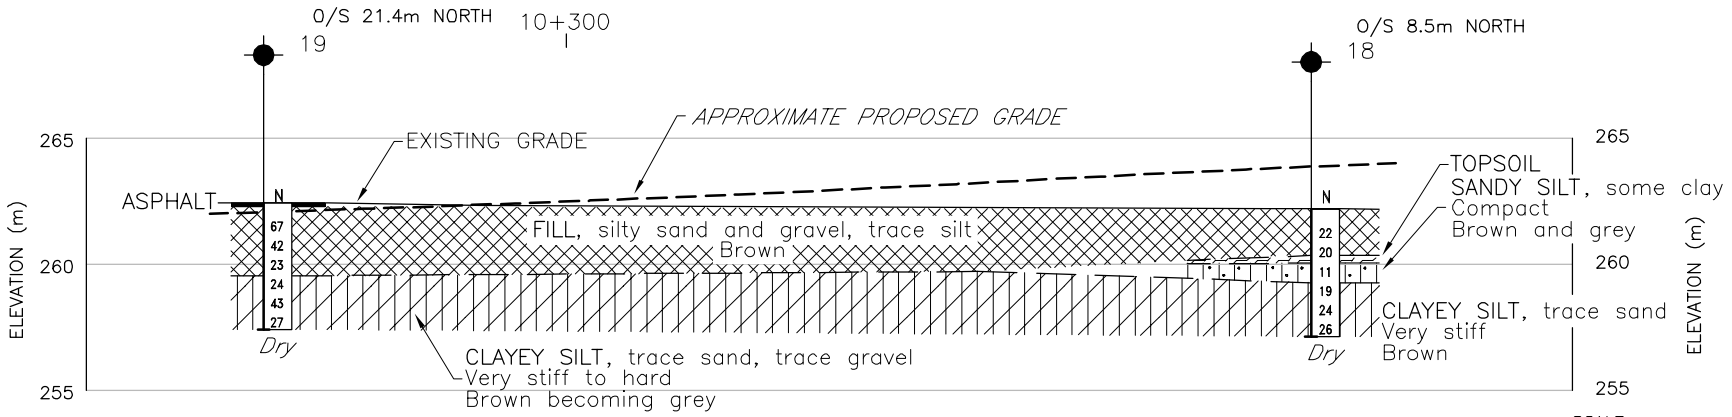 O/S 21.4m NORTH
10+300
O/S 8.5m NORTH
19
18
APPROXIMATE PROPOSED GRADE
265
EXISTING GRADE
265
TOPSOIL
ASPHALT
N
N
SANDY SILT, some clay
Compact
Brown and grey
67
42
23
24
43
27
FILL, silty sand and gravel, trace silt
Brown
22
20
11
19
24
26
ELEVATION (m)
260
260
ELEVATION (m)
CLAYEY SILT, trace sand
Very stiff
Brown
Dry
Dry
CLAYEY SILT, trace sand, trace gravel
Very stiff to hard
Brown becoming grey
255
255